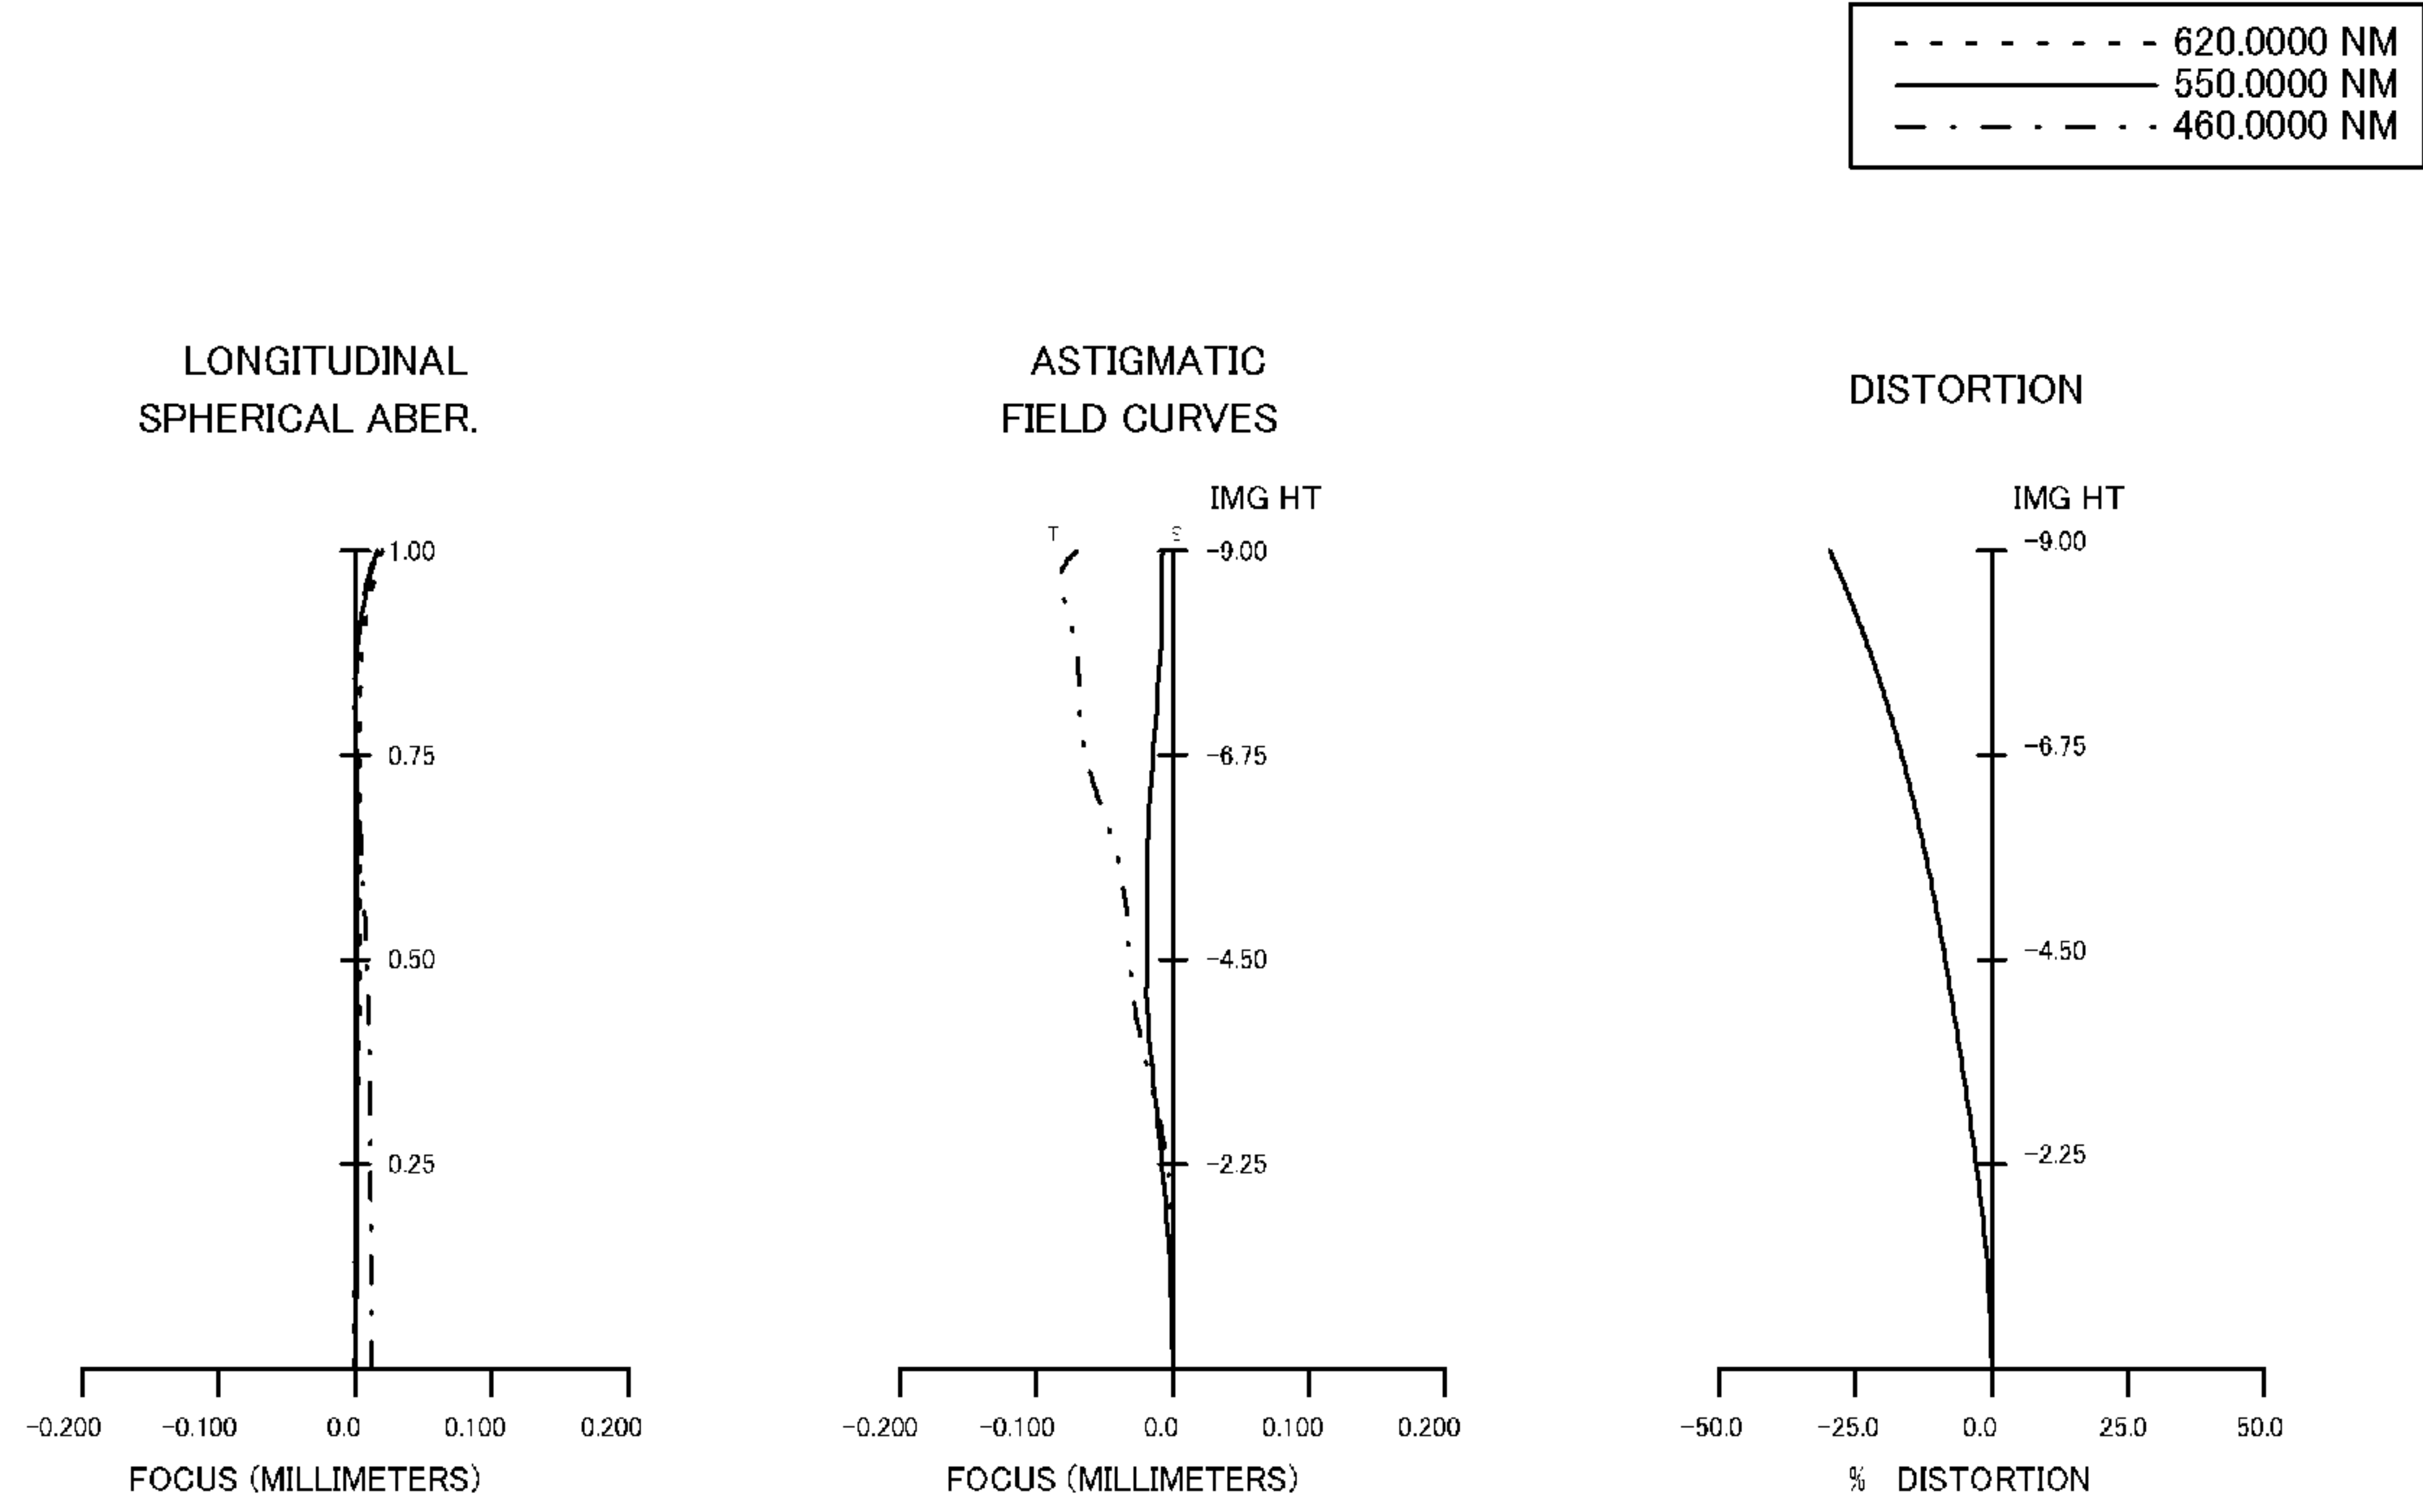 620.0000 NM
550.0000 NM
460.0000 NM
LONGITUDINAL
SPHERICAL ABER.
ASTIGMATIC
FIELD CURVES
DISTORTION
IMG HT
IMG HT
T
S
1.00
-9.00
-9.00
0.75
-6.75
-6.75
0.50
-4.50
-4.50
0.25
-2.25
-2.25
-0.200 -0.100 0.0 0.100 0.200
-0.200 -0.100 0.0 0.100 0.200
-50.0 -25.0 0.0 25.0 50.0
FOCUS (MILLIMETERS)
FOCUS (MILLIMETERS)
% DISTORTION